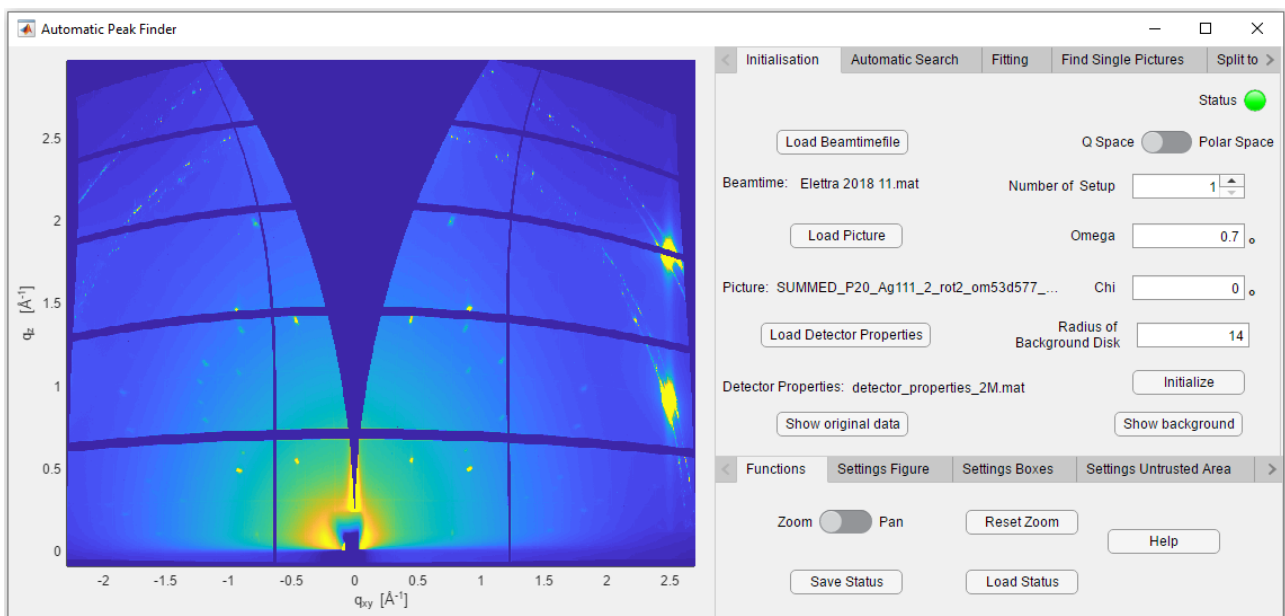 Automatic Peak Finder
2.5
2
1.5
1
0.5
0
qz [Å-1]
-2
-1.5
-1
-0.5
0
0.5
1
1.5
2
2.5
qxy [Å-1]
Initialisation
Automatic Search
Fitting
Find Single Pictures
Split to
Status
Load Beamtimefile
Q Space
Polar Space
Beamtime: Elettra 2018 11.mat
Number of Setup 1
Load Picture
Omega 0.7 °
Picture: SUMMED_P20_Ag111_2_rot2_om53d577_...
Chi 0 °
Load Detector Properties
Radius of
Background Disk 14
Detector Properties: detector_properties_2M.mat
Initialize
Show original data
Show background
Functions
Settings Figure
Settings Boxes
Settings Untrusted Area
Zoom
Pan
Reset Zoom
Help
Save Status
Load Status